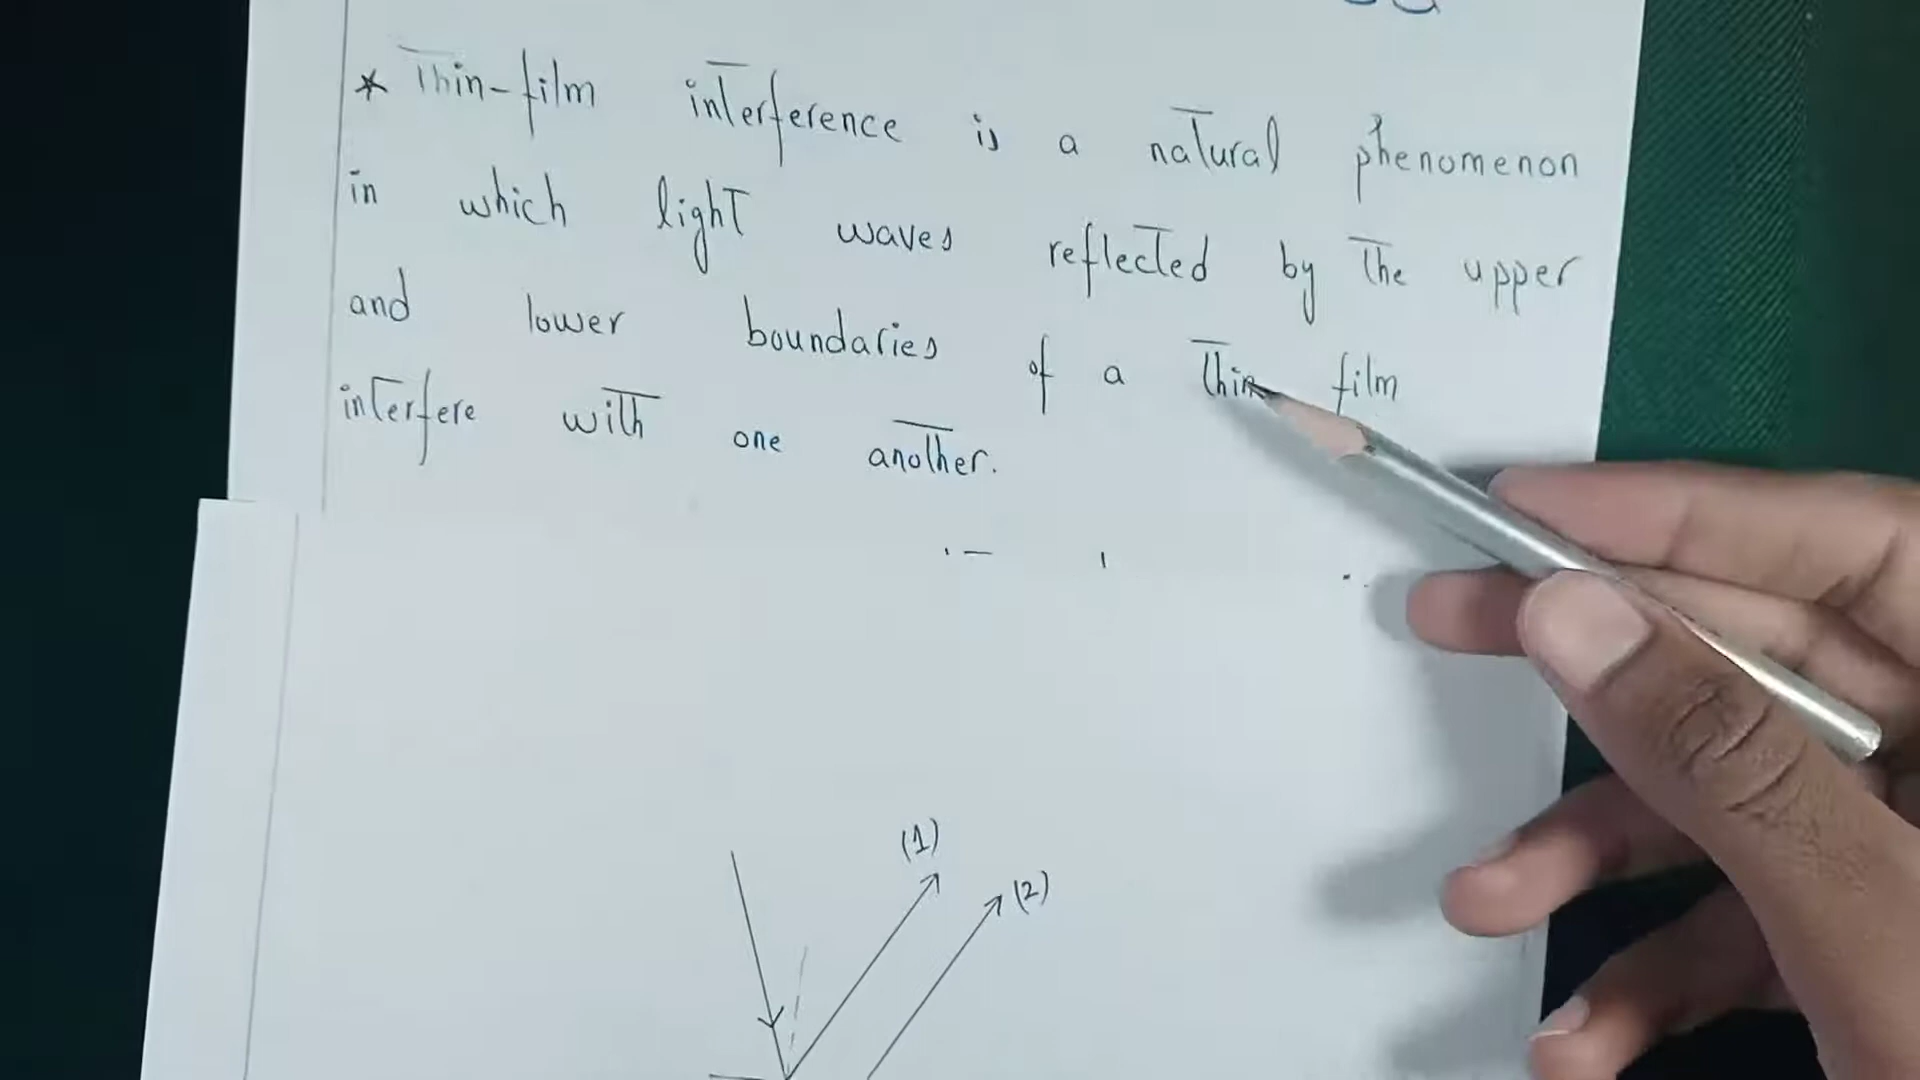 * Thin-film interference is a natural phenomenon
in which light waves reflected by the upper
and lower boundaries of a thin film
interfere with one another.
(1)
(2)